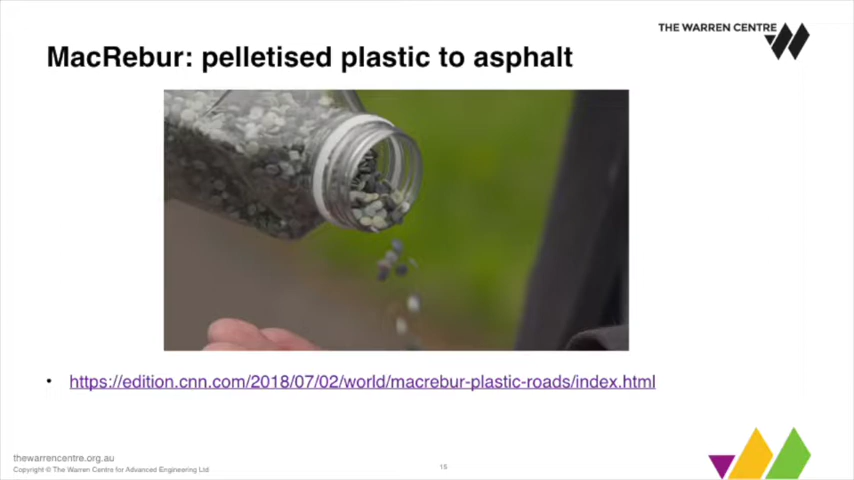 THE WARREN CENTRE
MacRebur: pelletised plastic to asphalt
• https://edition.cnn.com/2018/07/02/world/macrebur-plastic-roads/index.html
thewarrencentre.org.au
Copyright © The Warren Centre for Advanced Engineering Ltd
15